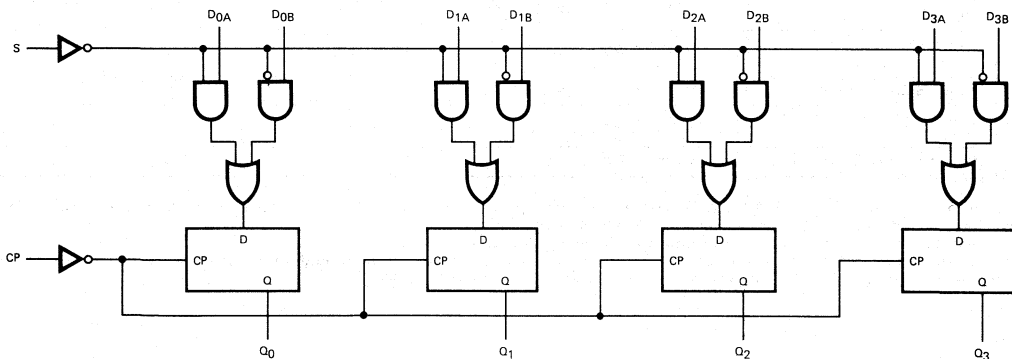 D0A D0B D1A D1B D2A D2B D3A D3B
S
D D D D
CP CP CP CP CP
Q Q Q Q
Q0 Q1 Q2 Q3